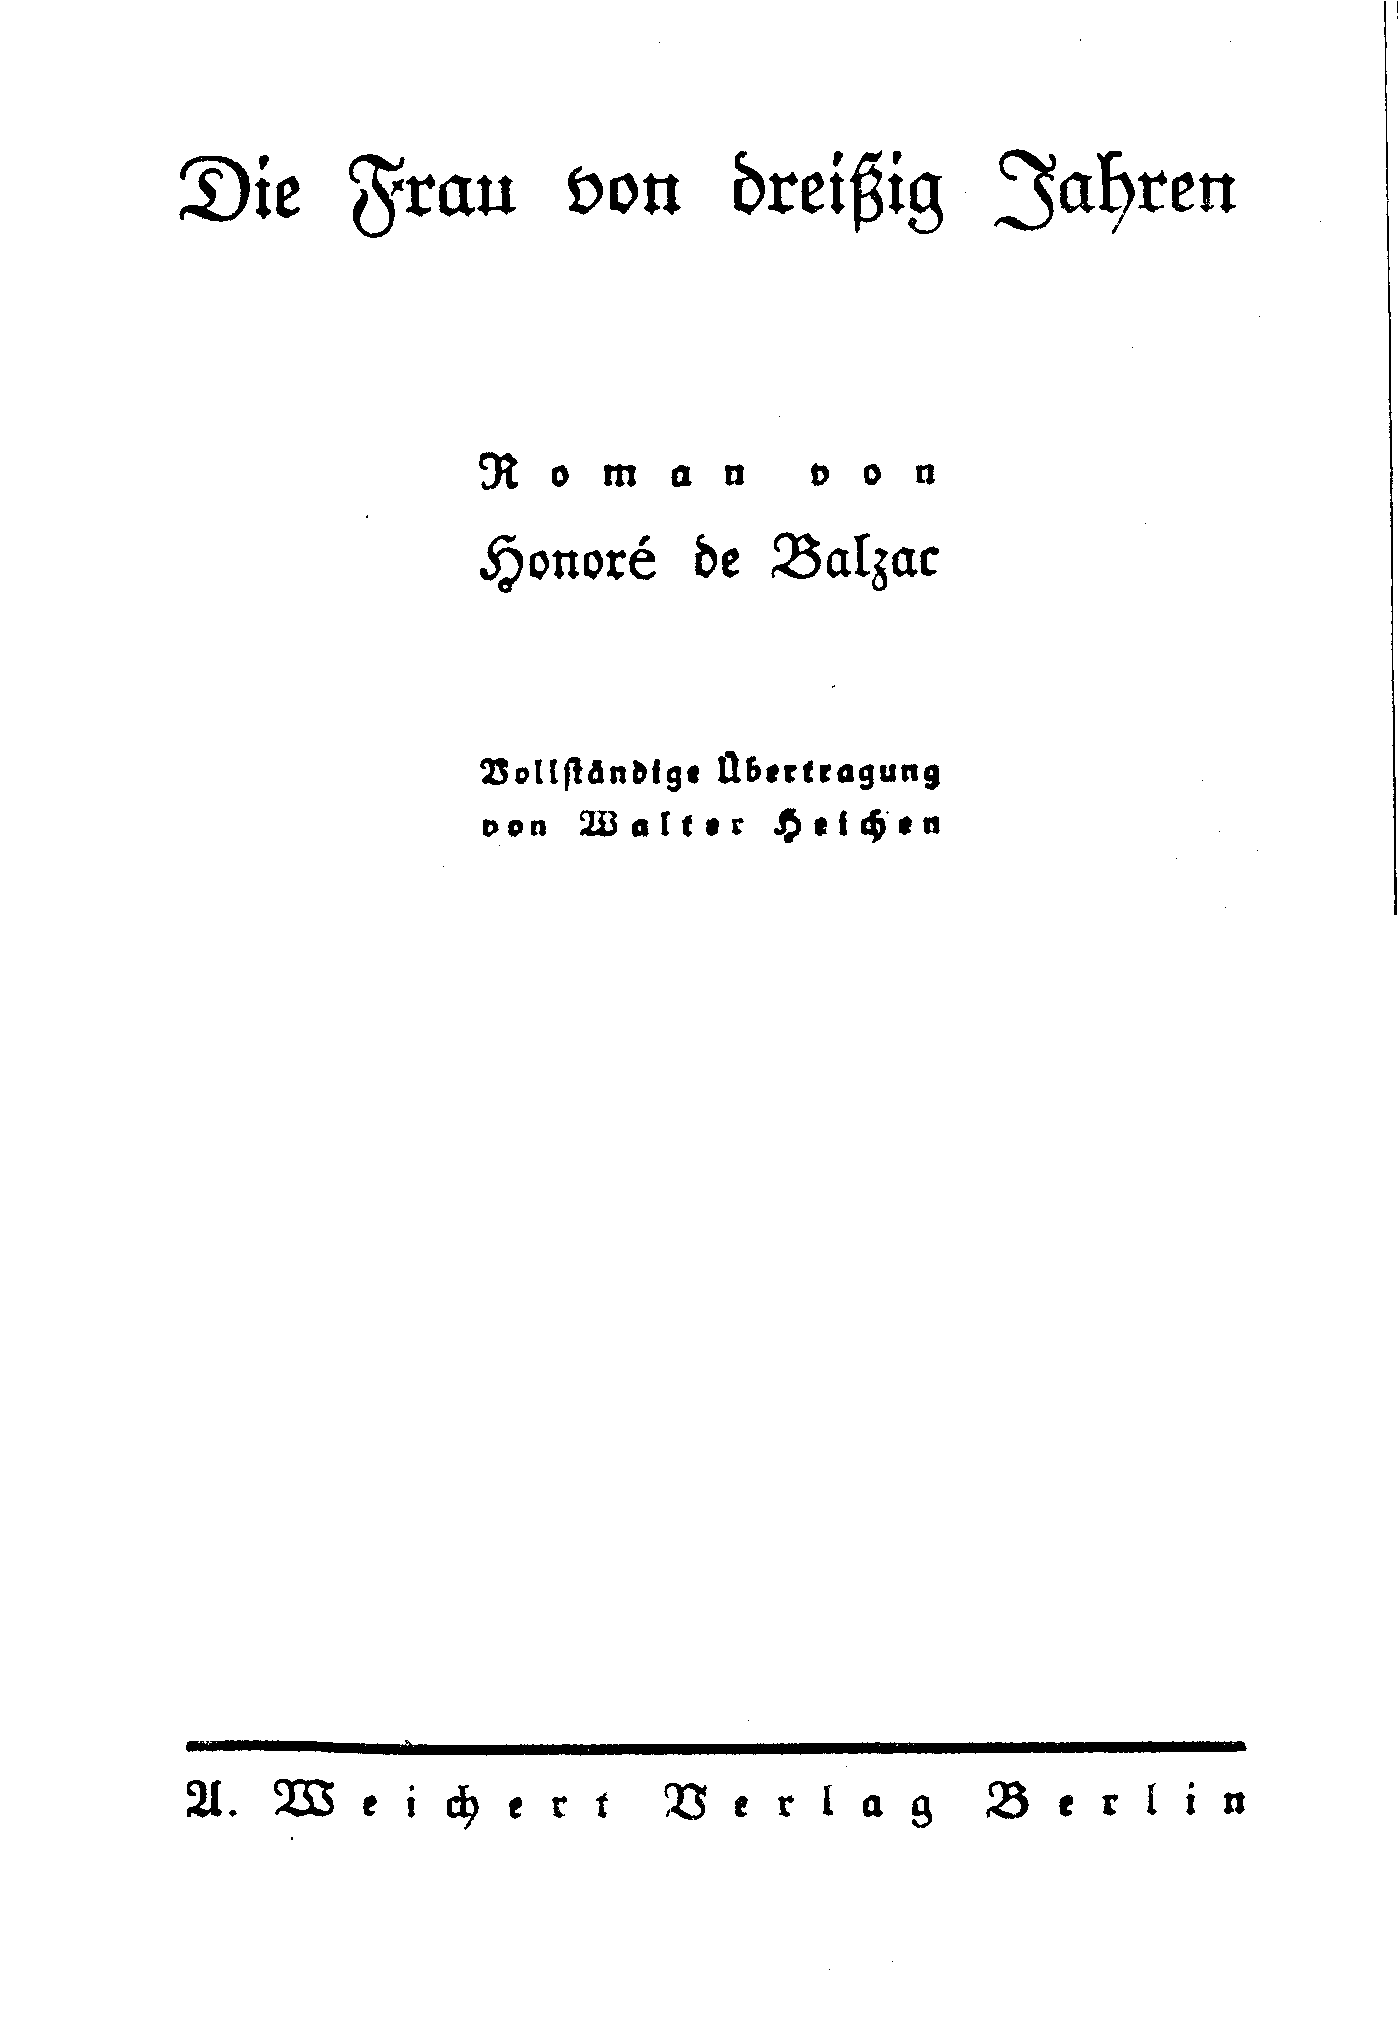 Die Frau von dreißig Jahren
Roman von
Honoré de Balzac
Vollständige Übertragung
von Walter Heichen
A. Weichert Verlag Berlin